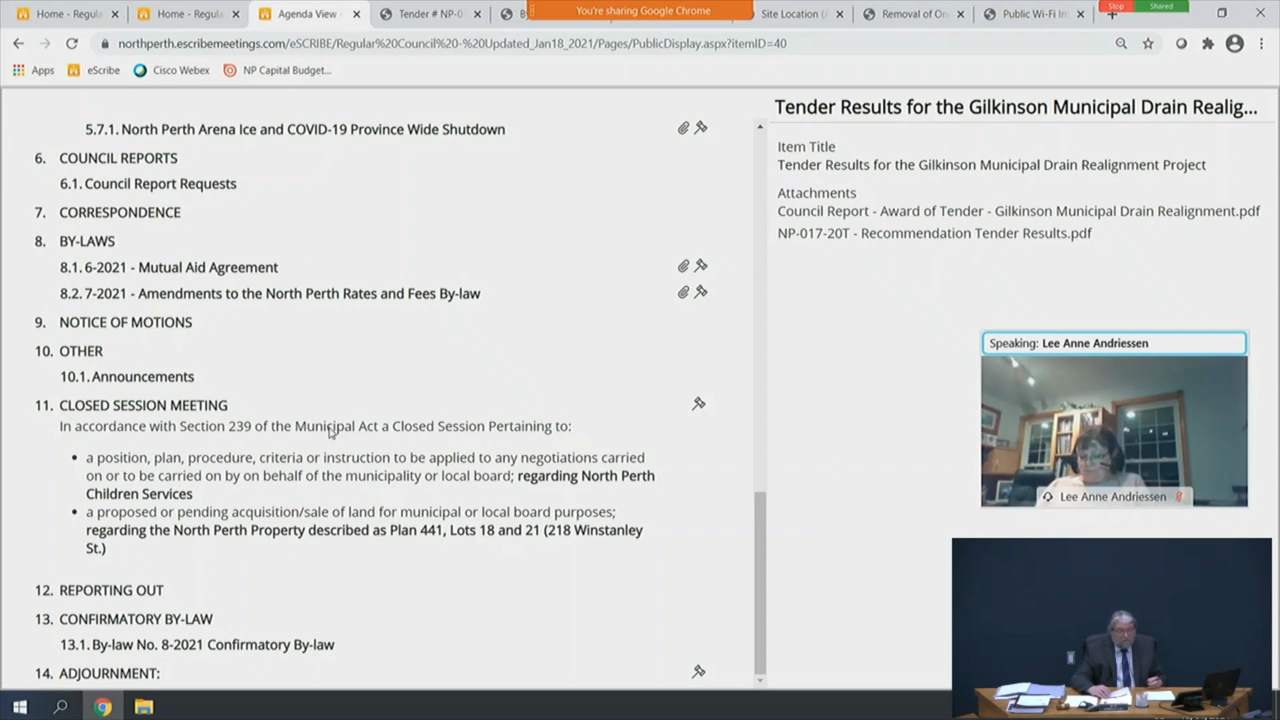 Home - Regula
Home - Regula
Agenda View -
Tender # NP-0
By
You're sharing Google Chrome
Site Location (A
Removal of On
Public Wi-Fi Im
Stop
Shared
northperth.escribemeetings.com/eSCRIBE/Regular%20Council%20-%20Updated_Jan18_2021/Pages/PublicDisplay.aspx?itemID=40
Apps
eScribe
Cisco Webex
NP Capital Budget...
5.7.1. North Perth Arena Ice and COVID-19 Province Wide Shutdown
6. COUNCIL REPORTS
6.1. Council Report Requests
7. CORRESPONDENCE
8. BY-LAWS
8.1. 6-2021 - Mutual Aid Agreement
8.2. 7-2021 - Amendments to the North Perth Rates and Fees By-law
9. NOTICE OF MOTIONS
10. OTHER
10.1. Announcements
11. CLOSED SESSION MEETING
In accordance with Section 239 of the Municipal Act a Closed Session Pertaining to:
• a position, plan, procedure, criteria or instruction to be applied to any negotiations carried
on or to be carried on by on behalf of the municipality or local board; regarding North Perth
Children Services
• a proposed or pending acquisition/sale of land for municipal or local board purposes;
regarding the North Perth Property described as Plan 441, Lots 18 and 21 (218 Winstanley
St.)
12. REPORTING OUT
13. CONFIRMATORY BY-LAW
13.1. By-law No. 8-2021 Confirmatory By-law
14. ADJOURNMENT:
Tender Results for the Gilkinson Municipal Drain Realig...
Item Title
Tender Results for the Gilkinson Municipal Drain Realignment Project
Attachments
Council Report - Award of Tender - Gilkinson Municipal Drain Realignment.pdf
NP-017-20T - Recommendation Tender Results.pdf
Speaking: Lee Anne Andriessen
Lee Anne Andriessen